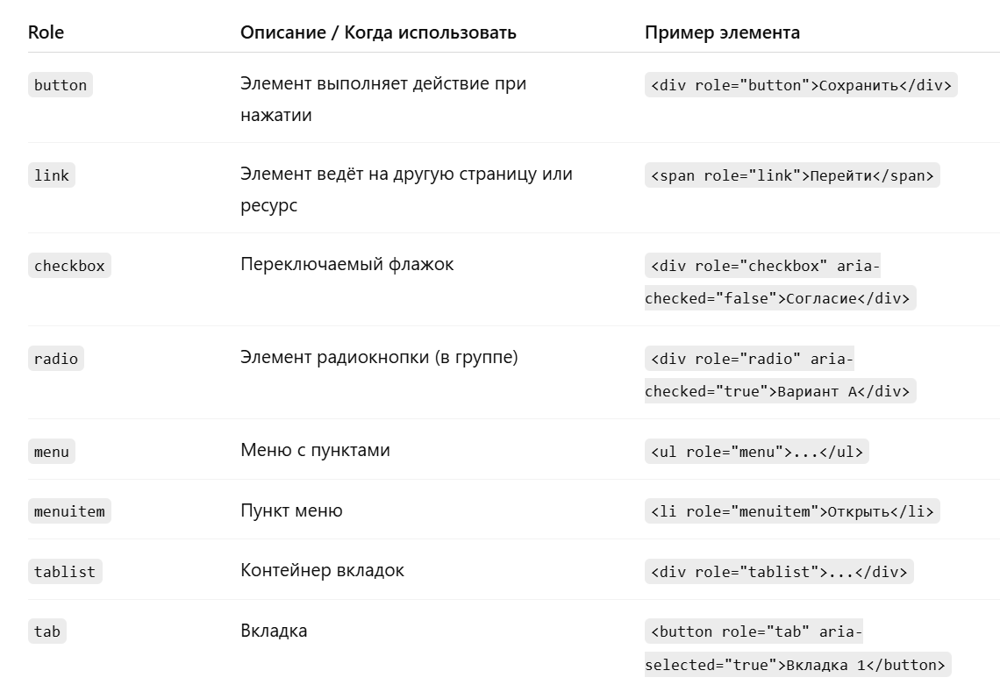 Role Описание / Когда использовать Пример элемента
button Элемент выполняет действие при <div role="button">Сохранить</div>
нажатии
link Элемент ведёт на другую страницу или <span role="link">Перейти</span>
ресурс
checkbox Переключаемый флажок <div role="checkbox" aria-
checked="false">Согласие</div>
radio Элемент радиокнопки (в группе) <div role="radio" aria-
checked="true">Вариант A</div>
menu Меню с пунктами <ul role="menu">...</ul>
menuitem Пункт меню <li role="menuitem">Открыть</li>
tablist Контейнер вкладок <div role="tablist">...</div>
tab Вкладка <button role="tab" aria-
selected="true">Вкладка 1</button>